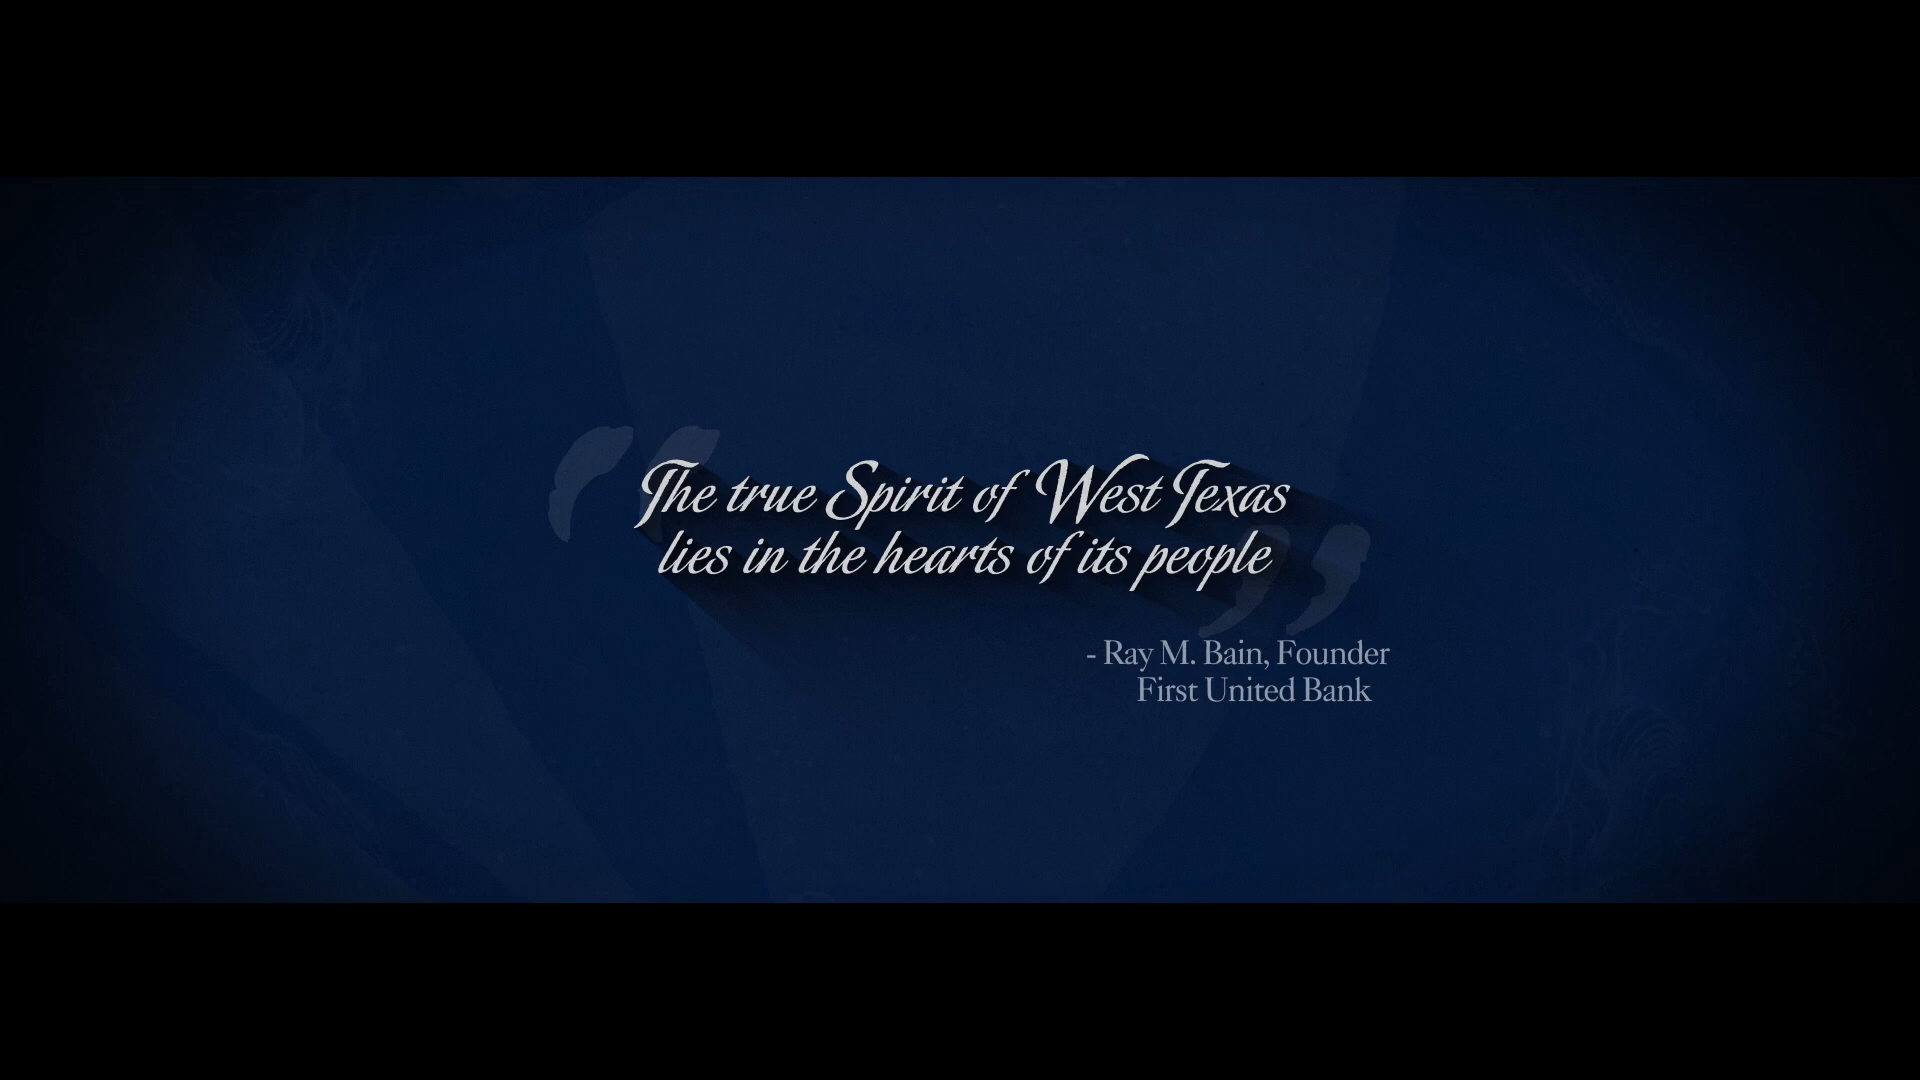 The true Spirit of West Texas
lies in the hearts of its people
- Ray M. Bain, Founder
First United Bank